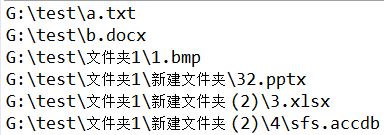 G:\test\a.txt
G:\test\b.docx
G:\test\文件夹1\1.bmp
G:\test\文件夹1\新建文件夹\32.pptx
G:\test\文件夹1\新建文件夹 (2)\3.xlsx
G:\test\文件夹1\新建文件夹 (2)\4\sfs.accdb